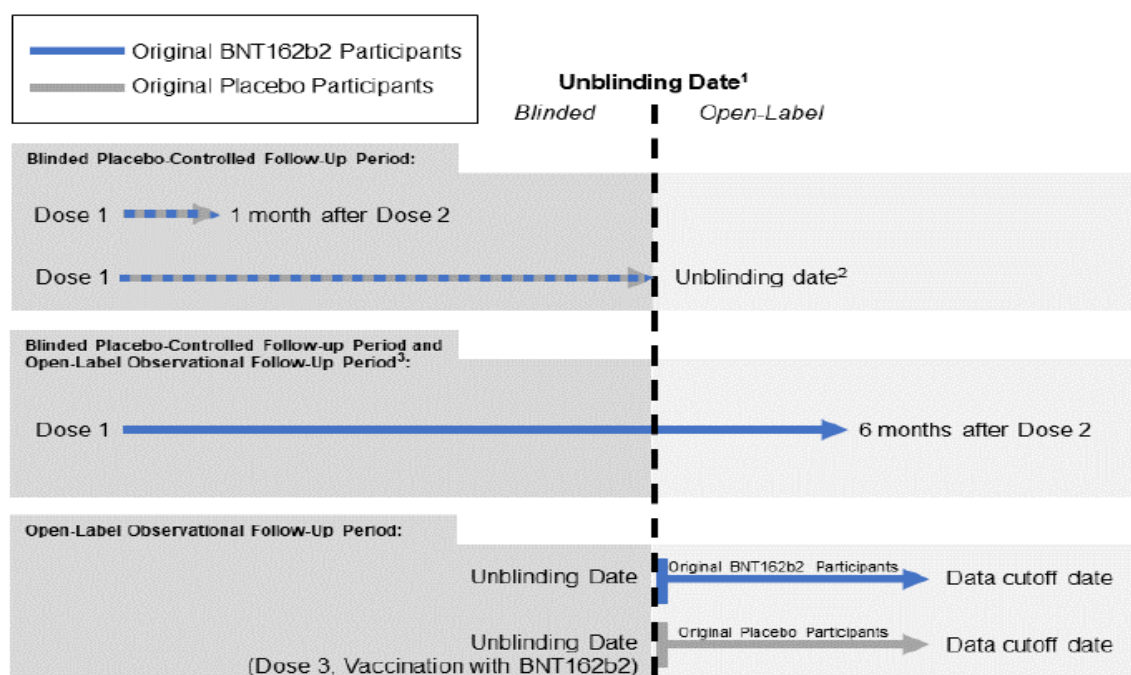 Original BNT162b2 Participants
Original Placebo Participants
Unblinding Date¹
Blinded
Open-Label
Blinded Placebo-Controlled Follow-Up Period:
Dose 1
1 month after Dose 2
Dose 1
Unblinding date²
Blinded Placebo-Controlled Follow-up Period and
Open-Label Observational Follow-Up Period³:
Dose 1
6 months after Dose 2
Open-Label Observational Follow-Up Period:
Unblinding Date
Original BNT162b2 Participants
Data cutoff date
Unblinding Date
(Dose 3, Vaccination with BNT162b2)
Original Placebo Participants
Data cutoff date